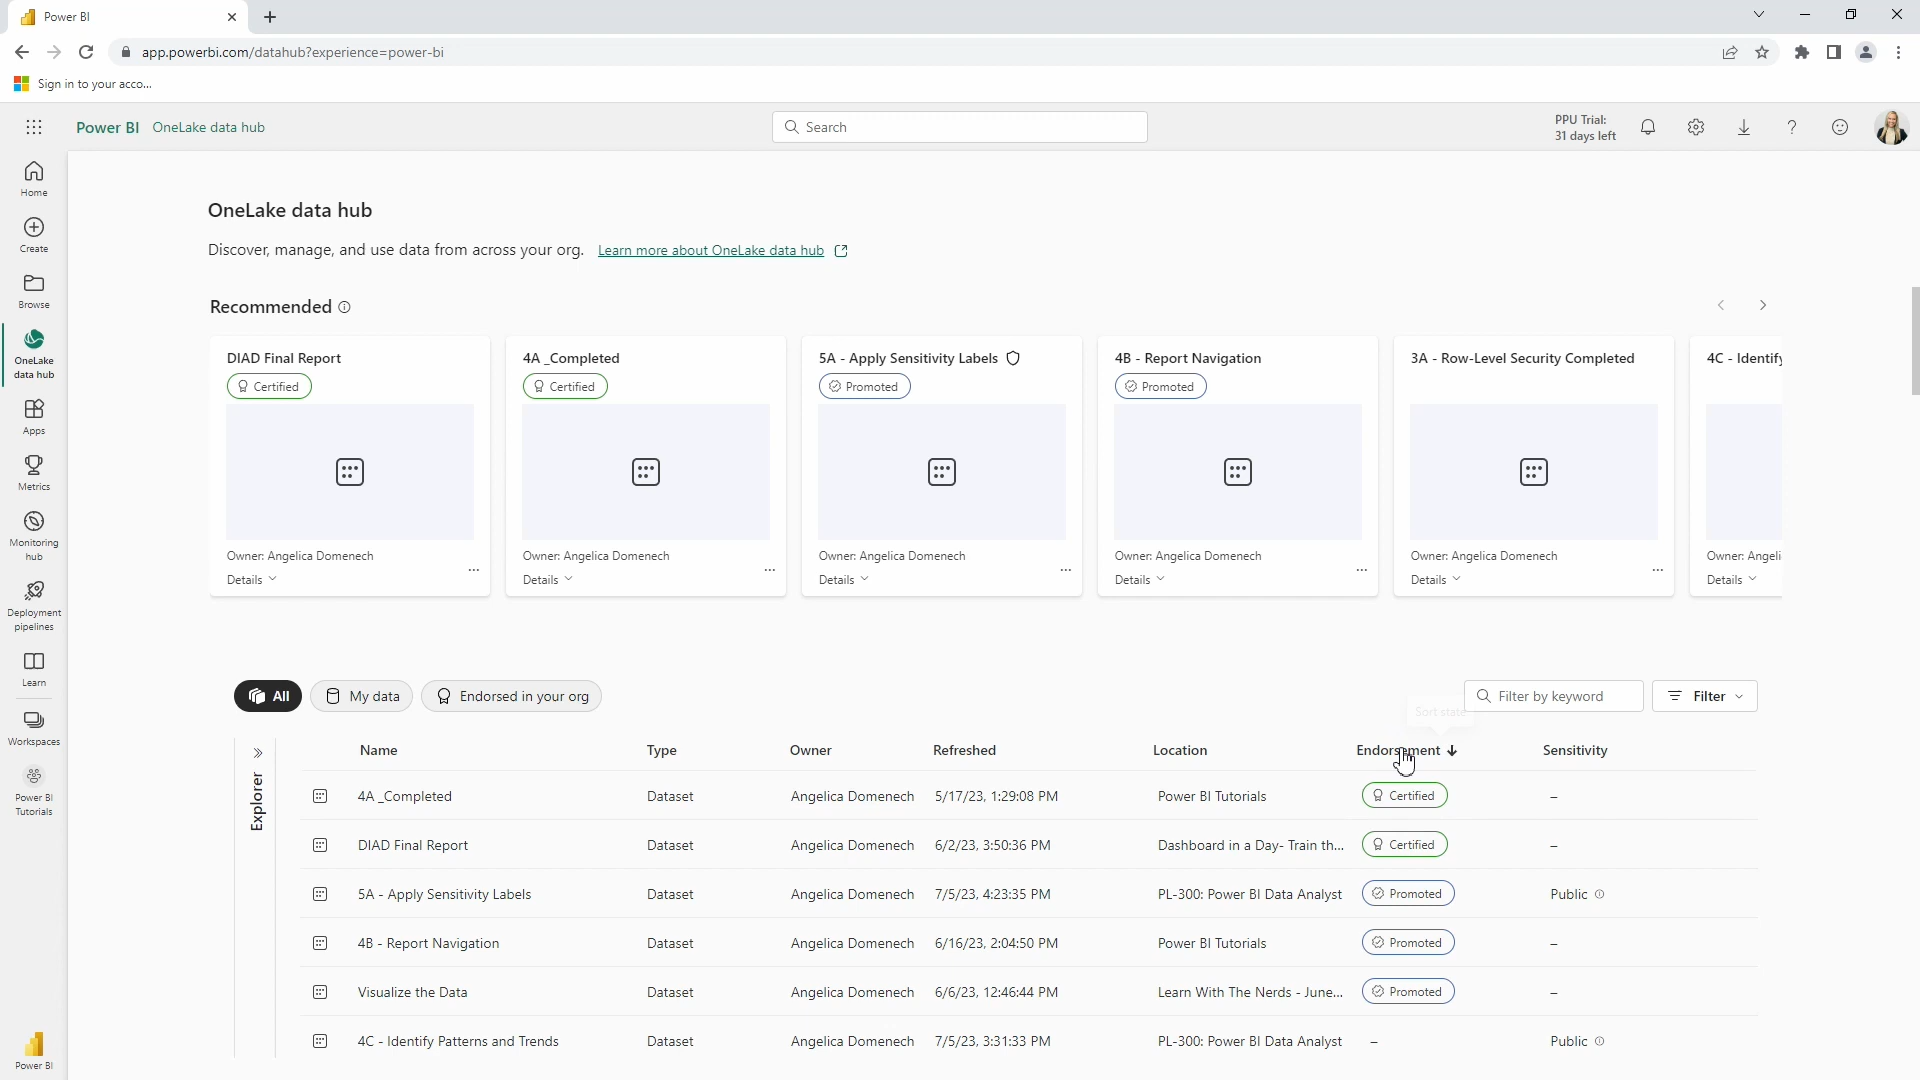 Power BI
app.powerbi.com/datahub?experience=power-bi
Sign in to your acco...
Power BI OneLake data hub
Search
PPU Trial:
31 days left
Home
Create
Browse
OneLake
data hub
Apps
Metrics
Monitoring
hub
Deployment
pipelines
Learn
Workspaces
Power BI
Tutorials
Power BI
OneLake data hub
Discover, manage, and use data from across your org. Learn more about OneLake data hub
Recommended
DIAD Final Report
Certified
Owner: Angelica Domenech
Details
4A _Completed
Certified
Owner: Angelica Domenech
Details
5A - Apply Sensitivity Labels
Promoted
Owner: Angelica Domenech
Details
4B - Report Navigation
Promoted
Owner: Angelica Domenech
Details
3A - Row-Level Security Completed
Owner: Angelica Domenech
Details
4C - Identify
Owner: Angeli
Details
All My data Endorsed in your org
Filter by keyword Filter
Sort state
Explorer
Name Type Owner Refreshed Location Endorsement Sensitivity
4A _Completed Dataset Angelica Domenech 5/17/23, 1:29:08 PM Power BI Tutorials Certified –
DIAD Final Report Dataset Angelica Domenech 6/2/23, 3:50:36 PM Dashboard in a Day- Train th... Certified –
5A - Apply Sensitivity Labels Dataset Angelica Domenech 7/5/23, 4:23:35 PM PL-300: Power BI Data Analyst Promoted Public
4B - Report Navigation Dataset Angelica Domenech 6/16/23, 2:04:50 PM Power BI Tutorials Promoted –
Visualize the Data Dataset Angelica Domenech 6/6/23, 12:46:44 PM Learn With The Nerds - June... Promoted –
4C - Identify Patterns and Trends Dataset Angelica Domenech 7/5/23, 3:31:33 PM PL-300: Power BI Data Analyst – Public